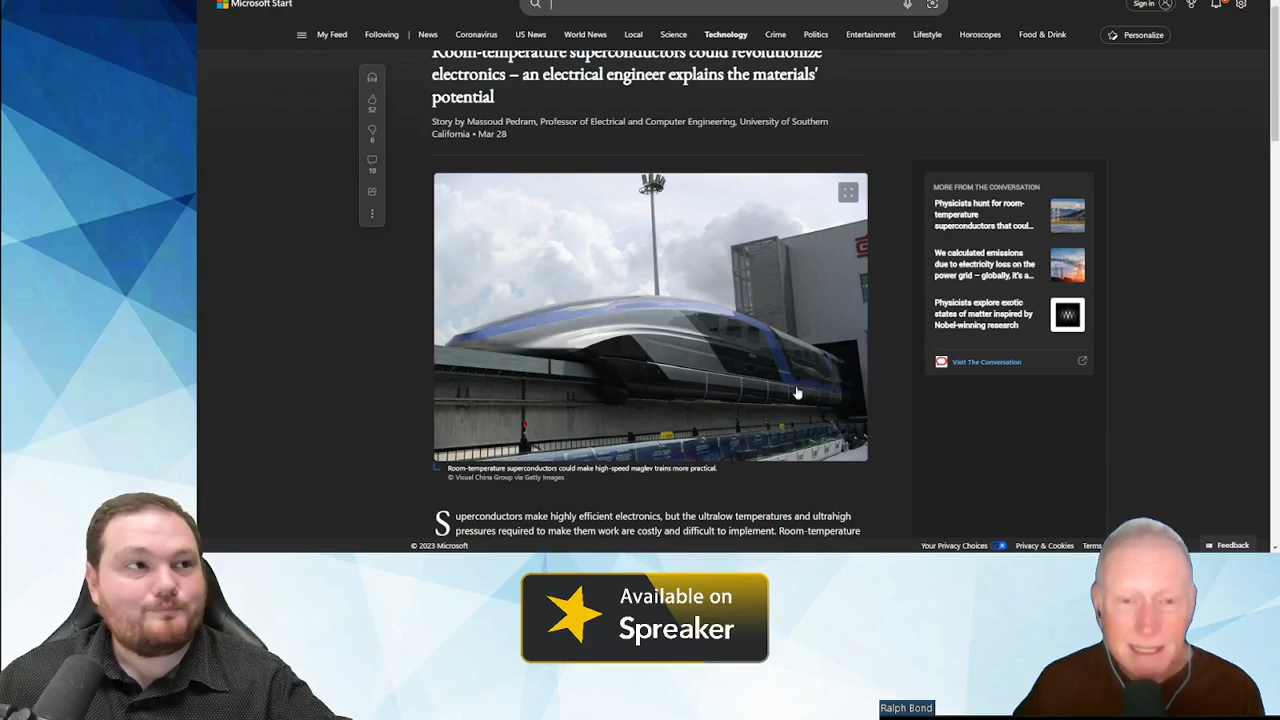 Microsoft Start
Sign in
My Feed
Following
News
Coronavirus
US News
World News
Local
Science
Technology
Crime
Politics
Entertainment
Lifestyle
Horoscopes
Food & Drink
Personalize
Room-temperature superconductors could revolutionize
electronics – an electrical engineer explains the materials'
potential
Story by Massoud Pedram, Professor of Electrical and Computer Engineering, University of Southern
California • Mar 28
52
6
10
MORE FROM THE CONVERSATION
Physicists hunt for room-
temperature
superconductors that coul...
We calculated emissions
due to electricity loss on the
power grid – globally, it's a...
Physicists explore exotic
states of matter inspired by
Nobel-winning research
Visit The Conversation
Room-temperature superconductors could make high-speed maglev trains more practical.
© Visual China Group via Getty Images
Superconductors make highly efficient electronics, but the ultralow temperatures and ultrahigh
pressures required to make them work are costly and difficult to implement. Room-temperature
© 2023 Microsoft
Your Privacy Choices
Privacy & Cookies
Terms
Feedback
Available on
Spreaker
Ralph Bond